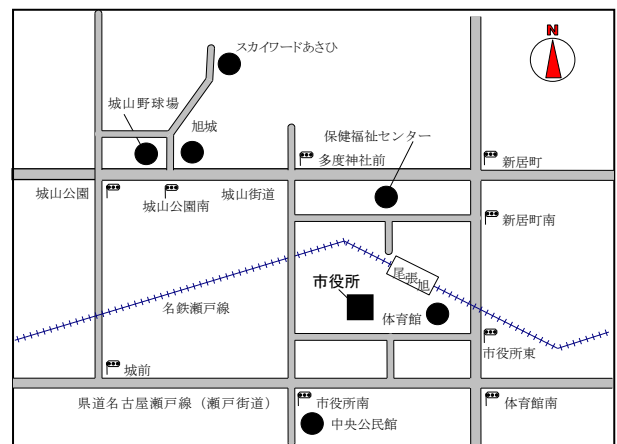 スカイワードあさひ
N
城山野球場
旭城
保健福祉センター
多度神社前
新居町
城山公園
城山公園南
城山街道
新居町南
尾張旭
市役所
名鉄瀬戸線
体育館
市役所東
城前
県道名古屋瀬戸線（瀬戸街道）
市役所南
体育館南
中央公民館